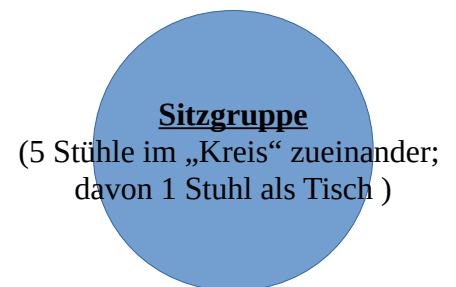 Sitzgruppe
(5 Stühle im „Kreis“ zueinander;
davon 1 Stuhl als Tisch )